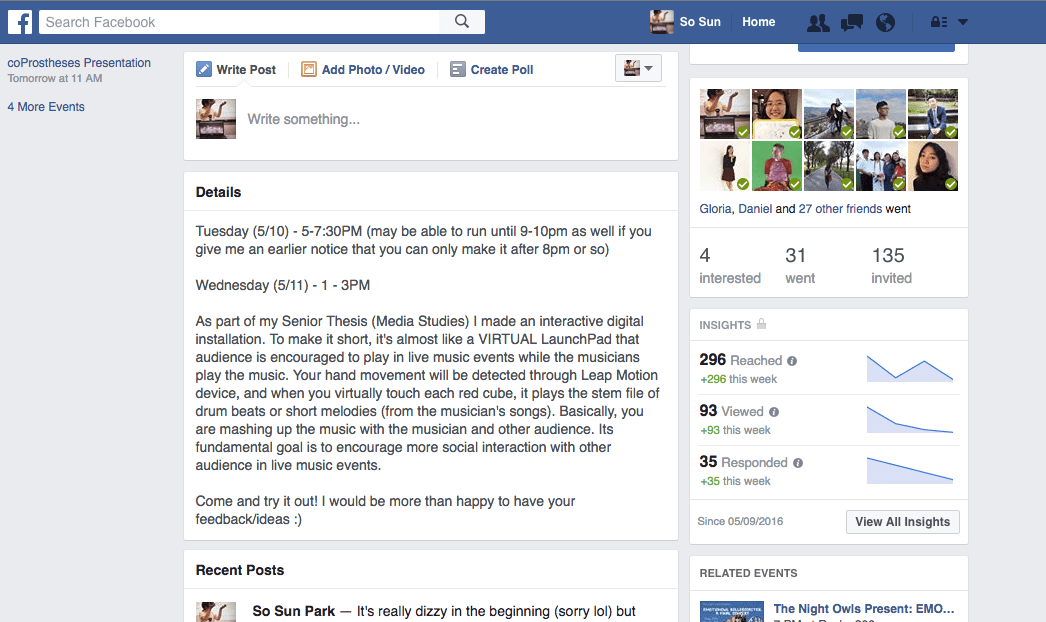 f Search Facebook So Sun Home
coProstheses Presentation
Tomorrow at 11 AM
4 More Events
Write Post Add Photo / Video Create Poll
Write something...
Details
Tuesday (5/10) - 5-7:30PM (may be able to run until 9-10pm as well if you
give me an earlier notice that you can only make it after 8pm or so)
Wednesday (5/11) - 1 - 3PM
As part of my Senior Thesis (Media Studies) I made an interactive digital
installation. To make it short, it's almost like a VIRTUAL LaunchPad that
audience is encouraged to play in live music events while the musicians
play the music. Your hand movement will be detected through Leap Motion
device, and when you virtually touch each red cube, it plays the stem file of
drum beats or short melodies (from the musician's songs). Basically, you
are mashing up the music with the musician and other audience. Its
fundamental goal is to encourage more social interaction with other
audience in live music events.
Come and try it out! I would be more than happy to have your
feedback/ideas :)
Recent Posts
So Sun Park — It's really dizzy in the beginning (sorry lol) but
Gloria, Daniel and 27 other friends went
4 31 135
interested went invited
INSIGHTS
296 Reached
+296 this week
93 Viewed
+93 this week
35 Responded
+35 this week
Since 05/09/2016 View All Insights
RELATED EVENTS
The Night Owls Present: EMO...